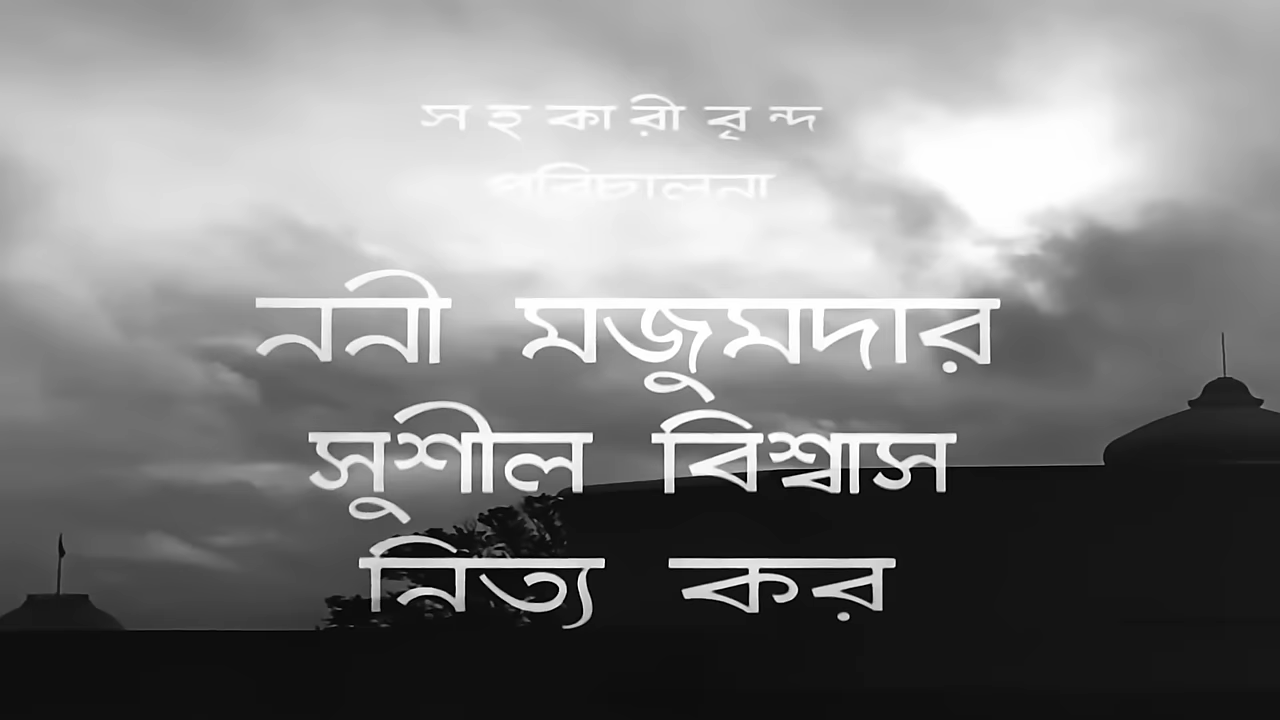 সহকারীবৃন্দ
পরিচালনা
ননী মজুমদার
সুশীল বিশ্বাস
নিত্য কর